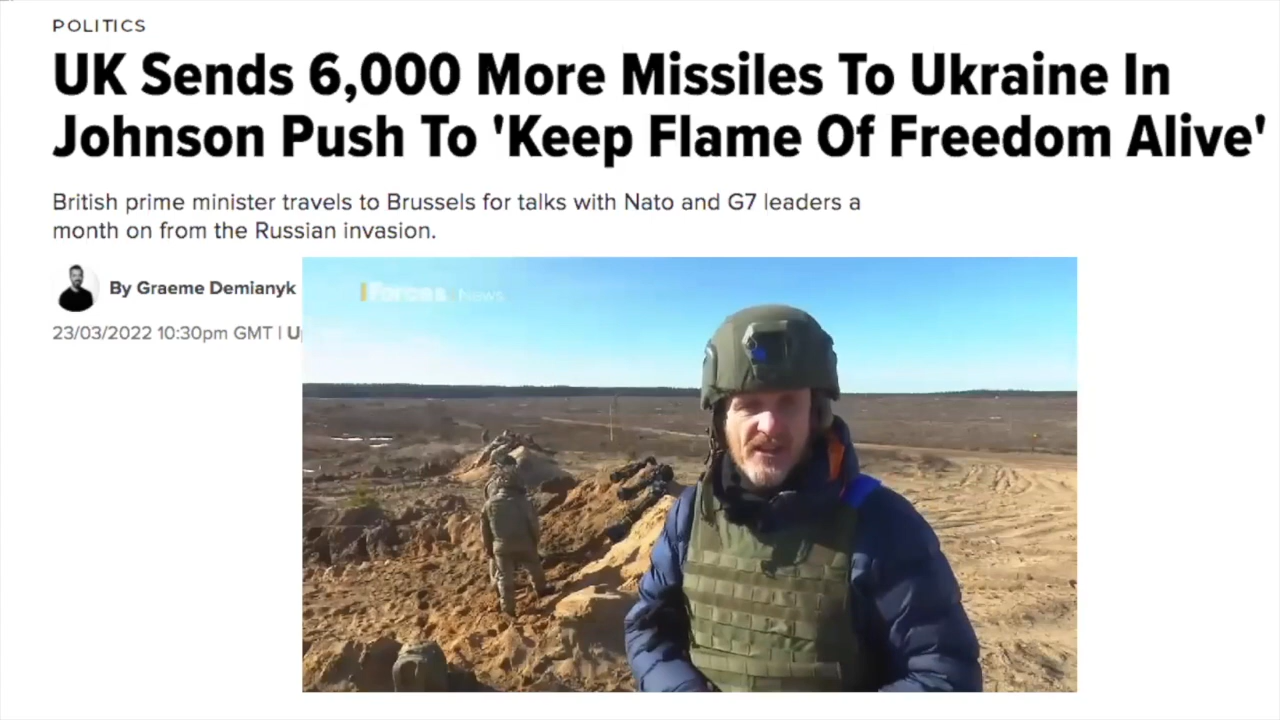 POLITICS
UK Sends 6,000 More Missiles To Ukraine In
Johnson Push To 'Keep Flame Of Freedom Alive'
British prime minister travels to Brussels for talks with Nato and G7 leaders a
month on from the Russian invasion.
By Graeme Demianyk
23/03/2022 10:30pm GMT |
forces News